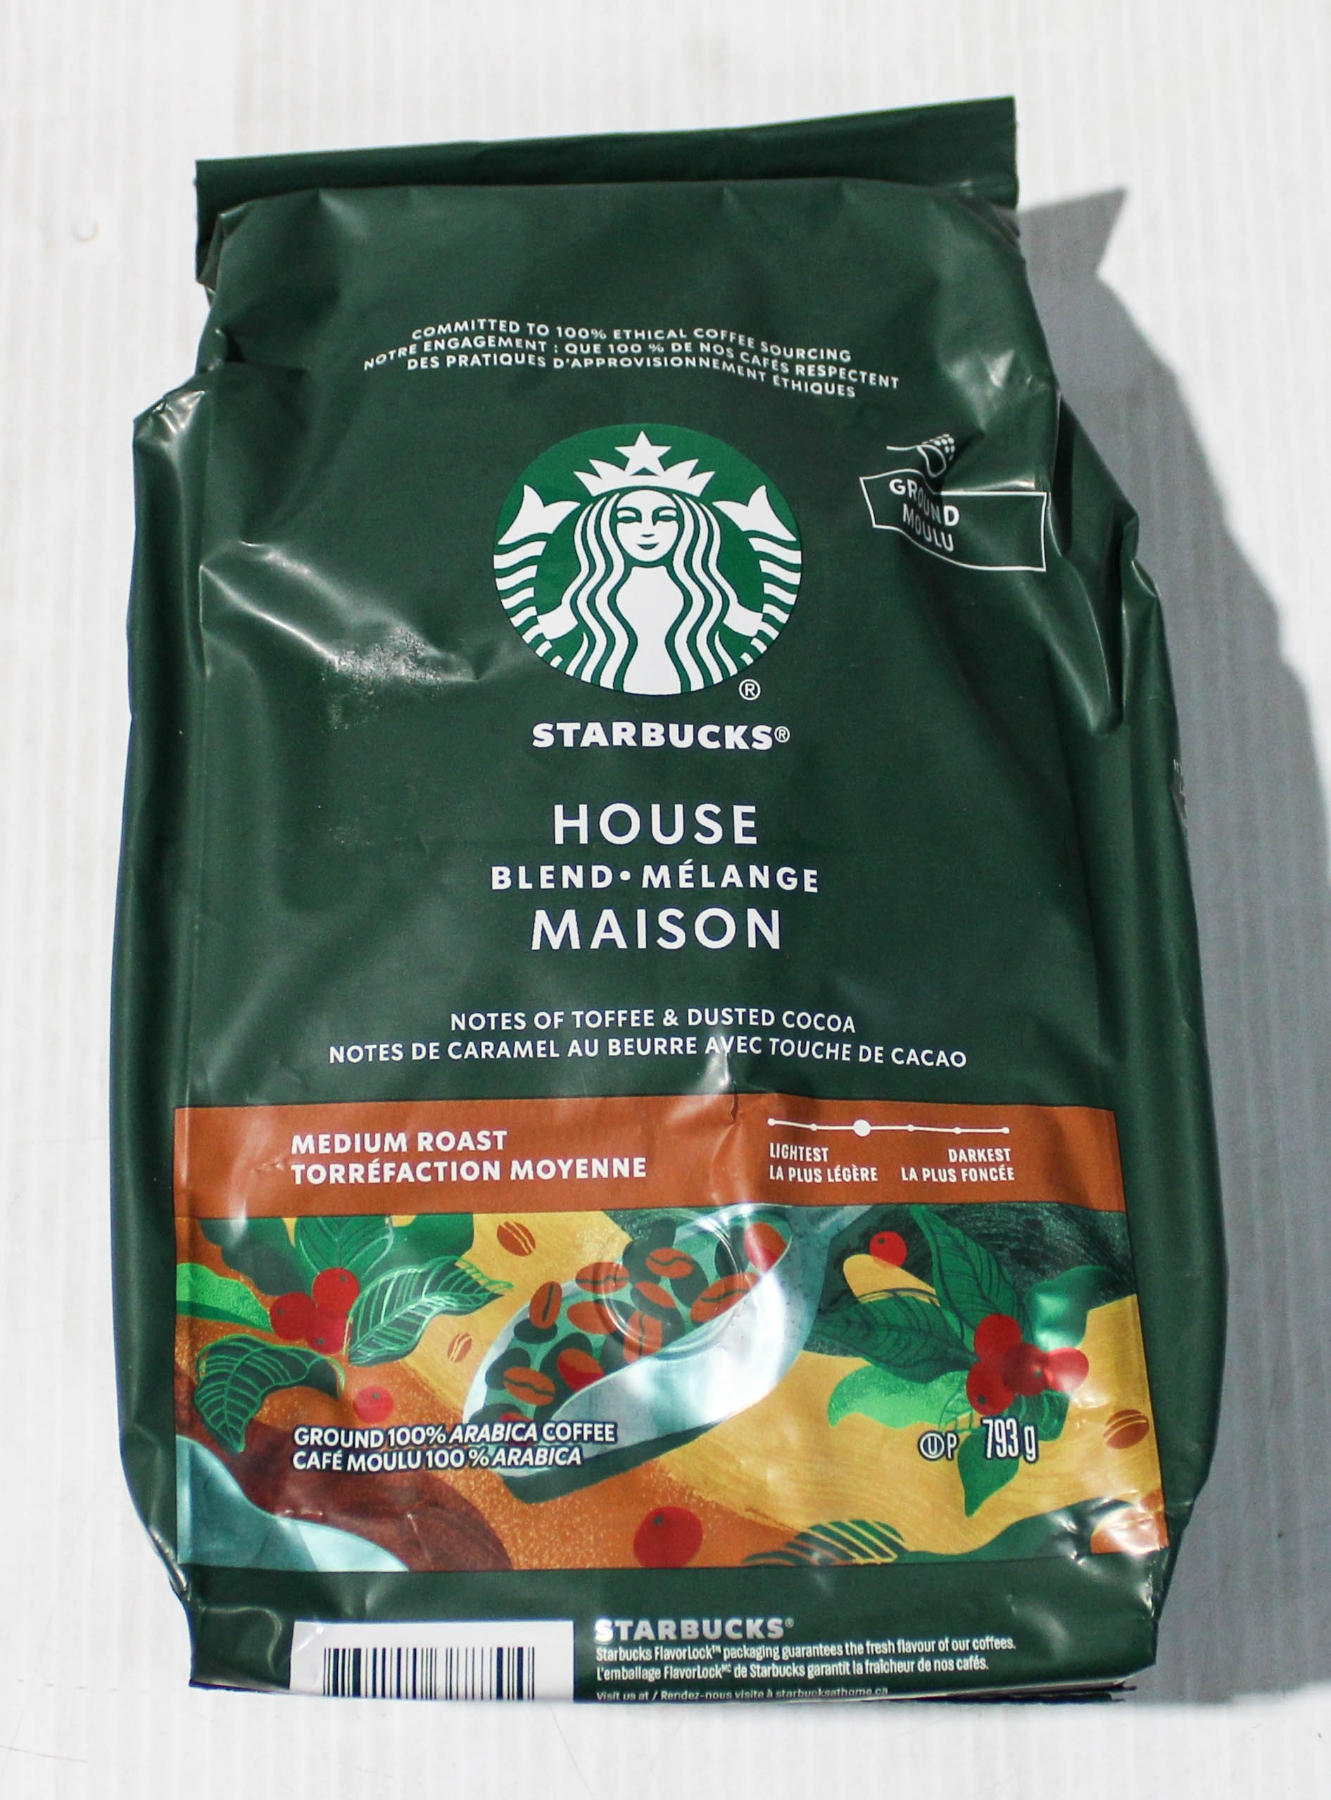 COMMITTED TO 100% ETHICAL COFFEE SOURCING
NOTRE ENGAGEMENT : QUE 100 % DE NOS CAFÉS RESPECTENT
DES PRATIQUES D'APPROVISIONNEMENT ÉTHIQUES
GROUND
MOULU
®
STARBUCKS®
HOUSE
BLEND • MÉLANGE
MAISON
NOTES OF TOFFEE & DUSTED COCOA
NOTES DE CARAMEL AU BEURRE AVEC TOUCHE DE CACAO
MEDIUM ROAST
TORRÉFACTION MOYENNE
LIGHTEST
LA PLUS LÉGÈRE
DARKEST
LA PLUS FONCÉE
GROUND 100% ARABICA COFFEE
CAFÉ MOULU 100 % ARABICA
Ⓤ P 793 g
STARBUCKS®
Starbucks FlavorLock™ packaging guarantees the fresh flavour of our coffees.
L'emballage FlavorLockᴹᶜ de Starbucks garantit la fraîcheur de nos cafés.
Visit us at / Rendez-nous visite à starbucksathome.ca